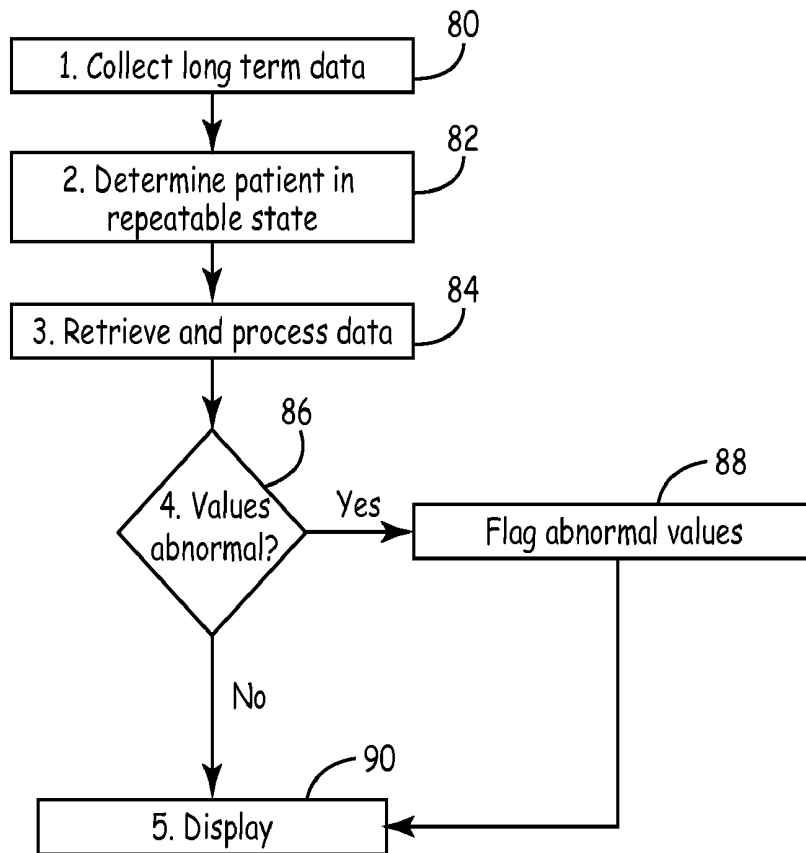 80
1. Collect long term data
82
2. Determine patient in
repeatable state
84
3. Retrieve and process data
86
88
4. Values
abnormal?
Yes
Flag abnormal values
No
90
5. Display